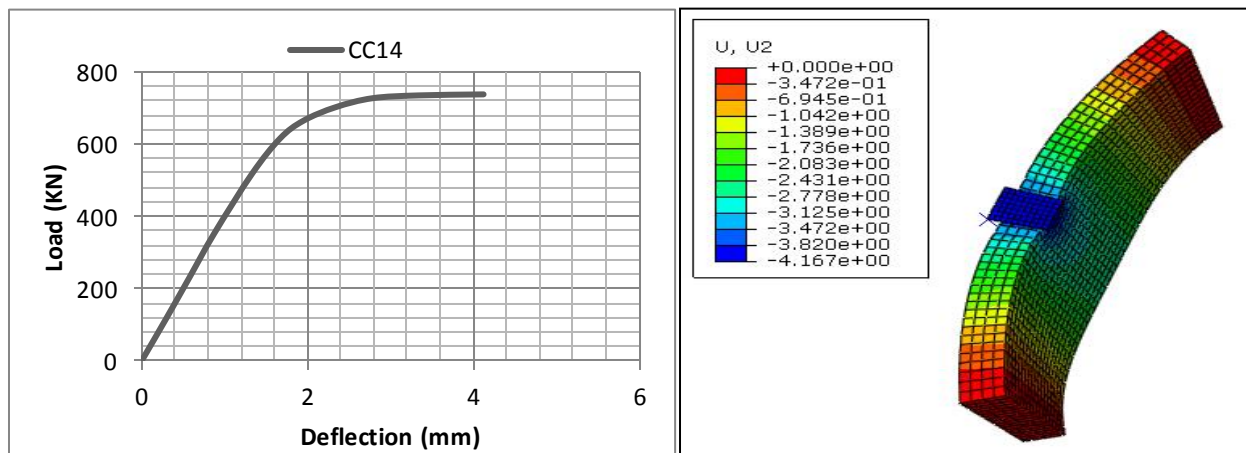 CC14
800
600
400
200
0
0 2 4 6
Load (KN)
Deflection (mm)
U, U2
+0.000e+00
-3.472e-01
-6.945e-01
-1.042e+00
-1.389e+00
-1.736e+00
-2.083e+00
-2.431e+00
-2.778e+00
-3.125e+00
-3.472e+00
-3.820e+00
-4.167e+00